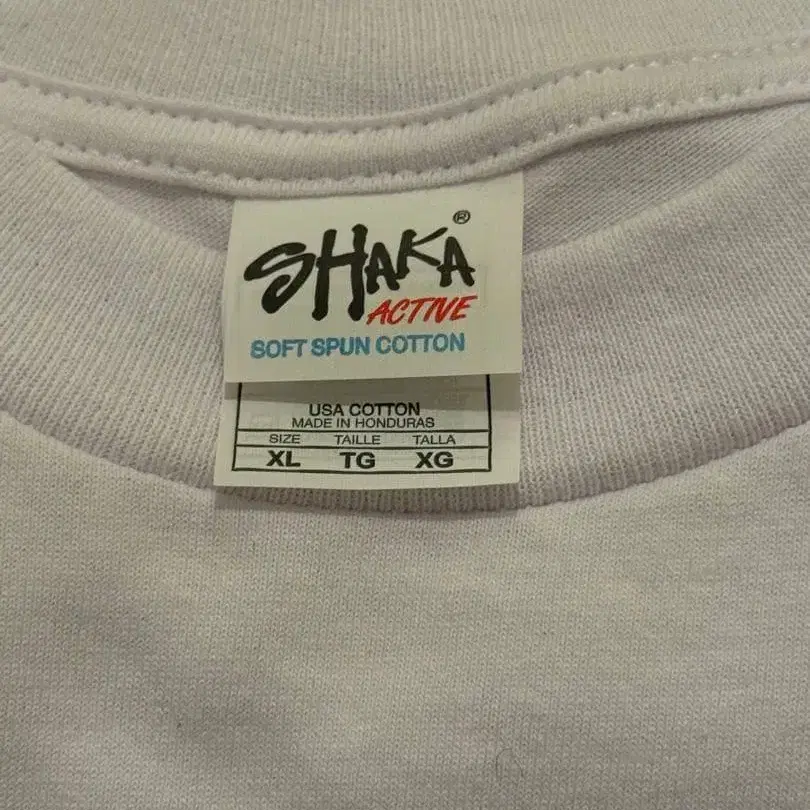 SHAKA®
ACTIVE
SOFT SPUN COTTON
USA COTTON
MADE IN HONDURAS
SIZE TAILLE TALLA
XL TG XG